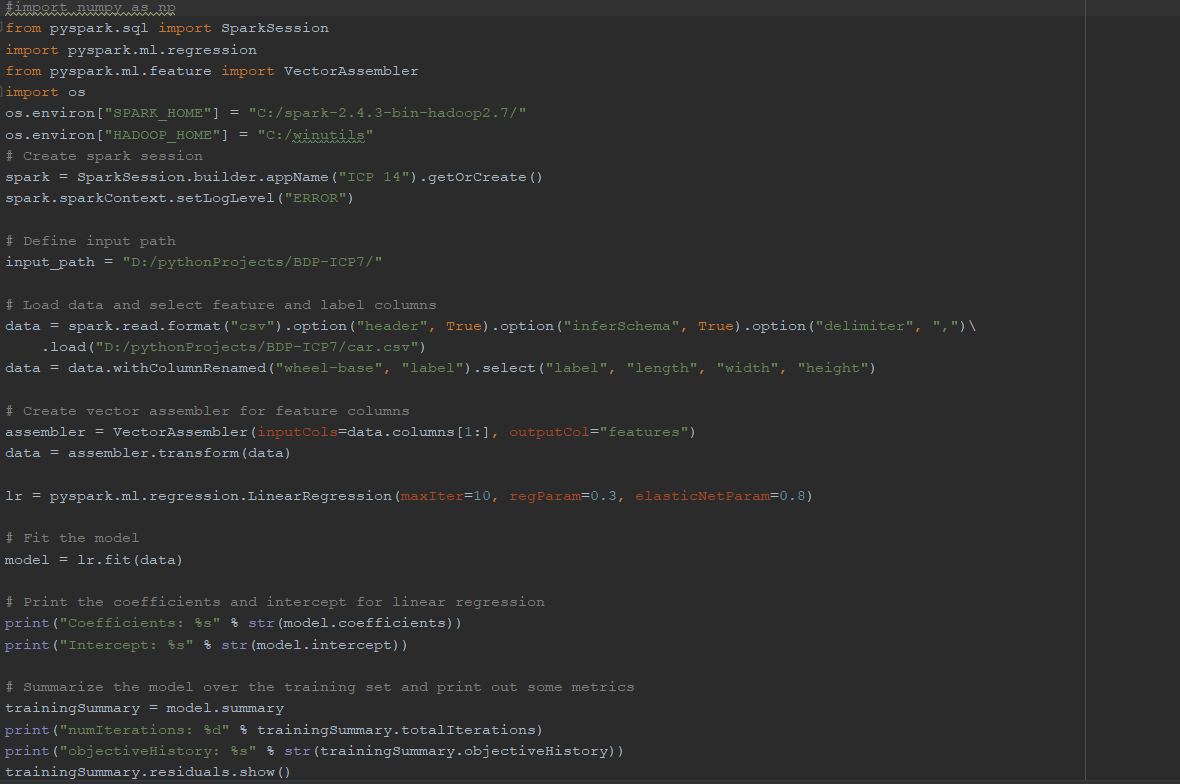 #import numpy as np
from pyspark.sql import SparkSession
import pyspark.ml.regression
from pyspark.ml.feature import VectorAssembler
import os
os.environ["SPARK_HOME"] = "C:/spark-2.4.3-bin-hadoop2.7/"
os.environ["HADOOP_HOME"] = "C:/winutils"
# Create spark session
spark = SparkSession.builder.appName("ICP 14").getOrCreate()
spark.sparkContext.setLogLevel("ERROR")

# Define input path
input_path = "D:/pythonProjects/BDP-ICP7/"

# Load data and select feature and label columns
data = spark.read.format("csv").option("header", True).option("inferSchema", True).option("delimiter", ",")\
    .load("D:/pythonProjects/BDP-ICP7/car.csv")
data = data.withColumnRenamed("wheel-base", "label").select("label", "length", "width", "height")

# Create vector assembler for feature columns
assembler = VectorAssembler(inputCols=data.columns[1:], outputCol="features")
data = assembler.transform(data)

lr = pyspark.ml.regression.LinearRegression(maxIter=10, regParam=0.3, elasticNetParam=0.8)

# Fit the model
model = lr.fit(data)

# Print the coefficients and intercept for linear regression
print("Coefficients: %s" % str(model.coefficients))
print("Intercept: %s" % str(model.intercept))

# Summarize the model over the training set and print out some metrics
trainingSummary = model.summary
print("numIterations: %d" % trainingSummary.totalIterations)
print("objectiveHistory: %s" % str(trainingSummary.objectiveHistory))
trainingSummary.residuals.show()